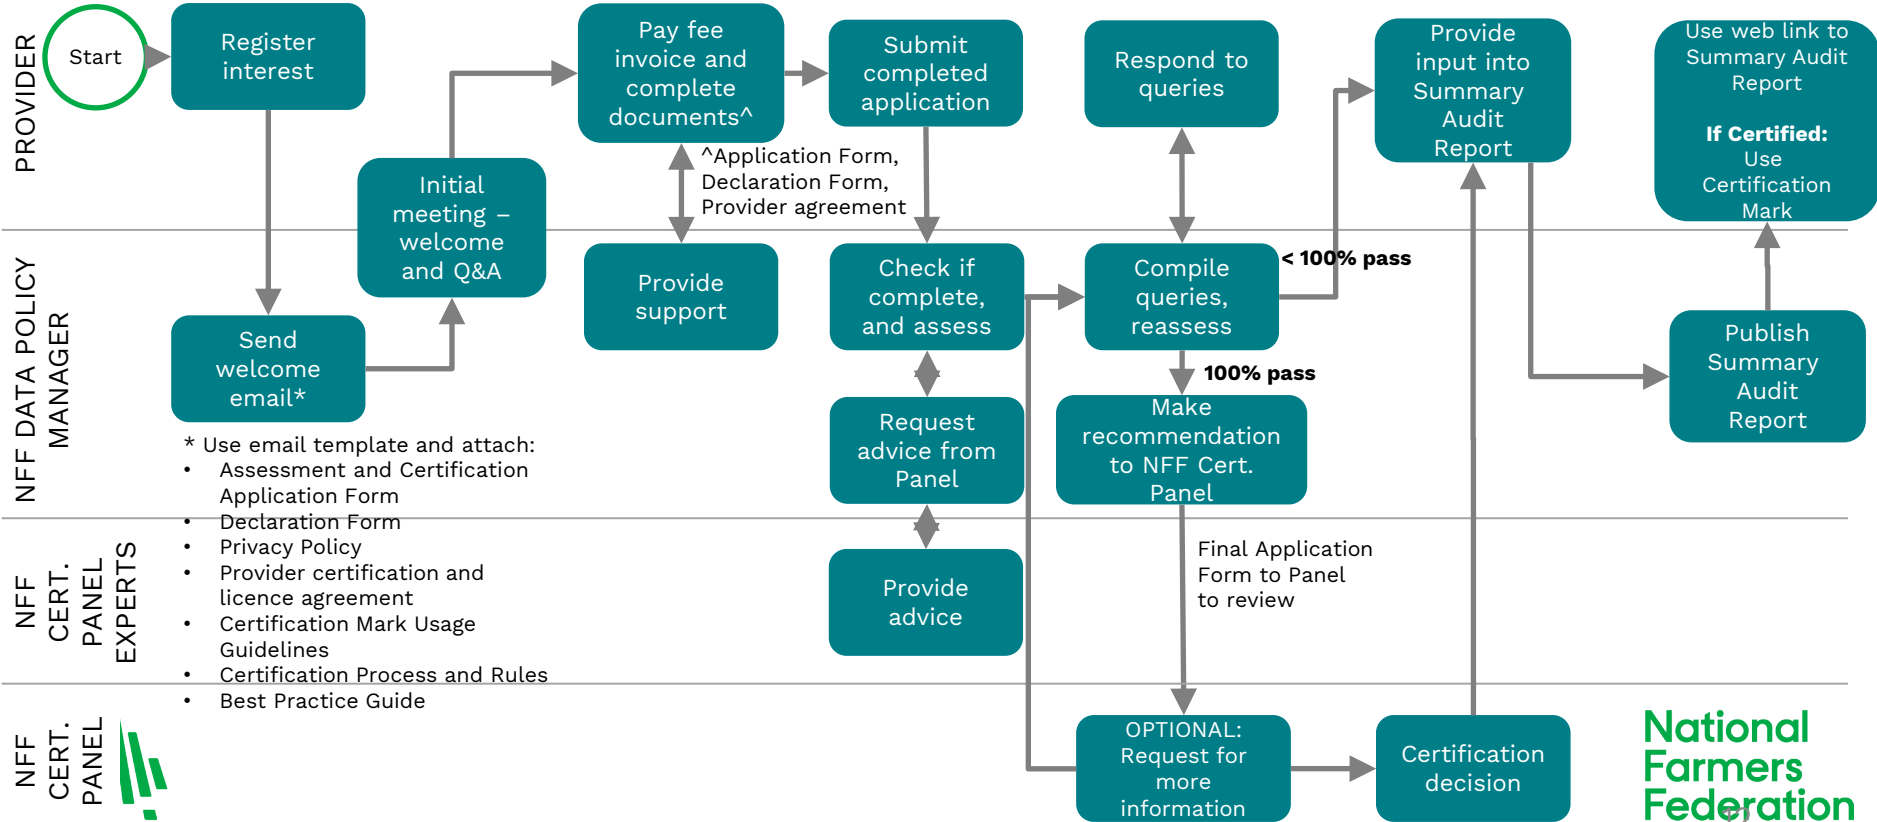 PROVIDER
Start
Register
interest
Pay fee
invoice and
complete
documents^
Submit
completed
application
Respond to
queries
Provide
input into
Summary
Audit
Report
Use web link to
Summary Audit
Report
If Certified:
Use
Certification
Mark
^Application Form,
Declaration Form,
Provider agreement
Initial
meeting –
welcome
and Q&A
NFF DATA POLICY
MANAGER
Send
welcome
email*
Provide
support
Check if
complete,
and assess
Compile
queries,
reassess
< 100% pass
100% pass
Request
advice from
Panel
Make
recommendation
to NFF Cert.
Panel
Publish
Summary
Audit
Report
* Use email template and attach:
• Assessment and Certification
Application Form
• Declaration Form
• Privacy Policy
• Provider certification and
licence agreement
• Certification Mark Usage
Guidelines
• Certification Process and Rules
• Best Practice Guide
NFF
CERT.
PANEL
EXPERTS
Provide
advice
Final Application
Form to Panel
to review
NFF
CERT.
PANEL
OPTIONAL:
Request for
more
information
Certification
decision
National
Farmers
Federation